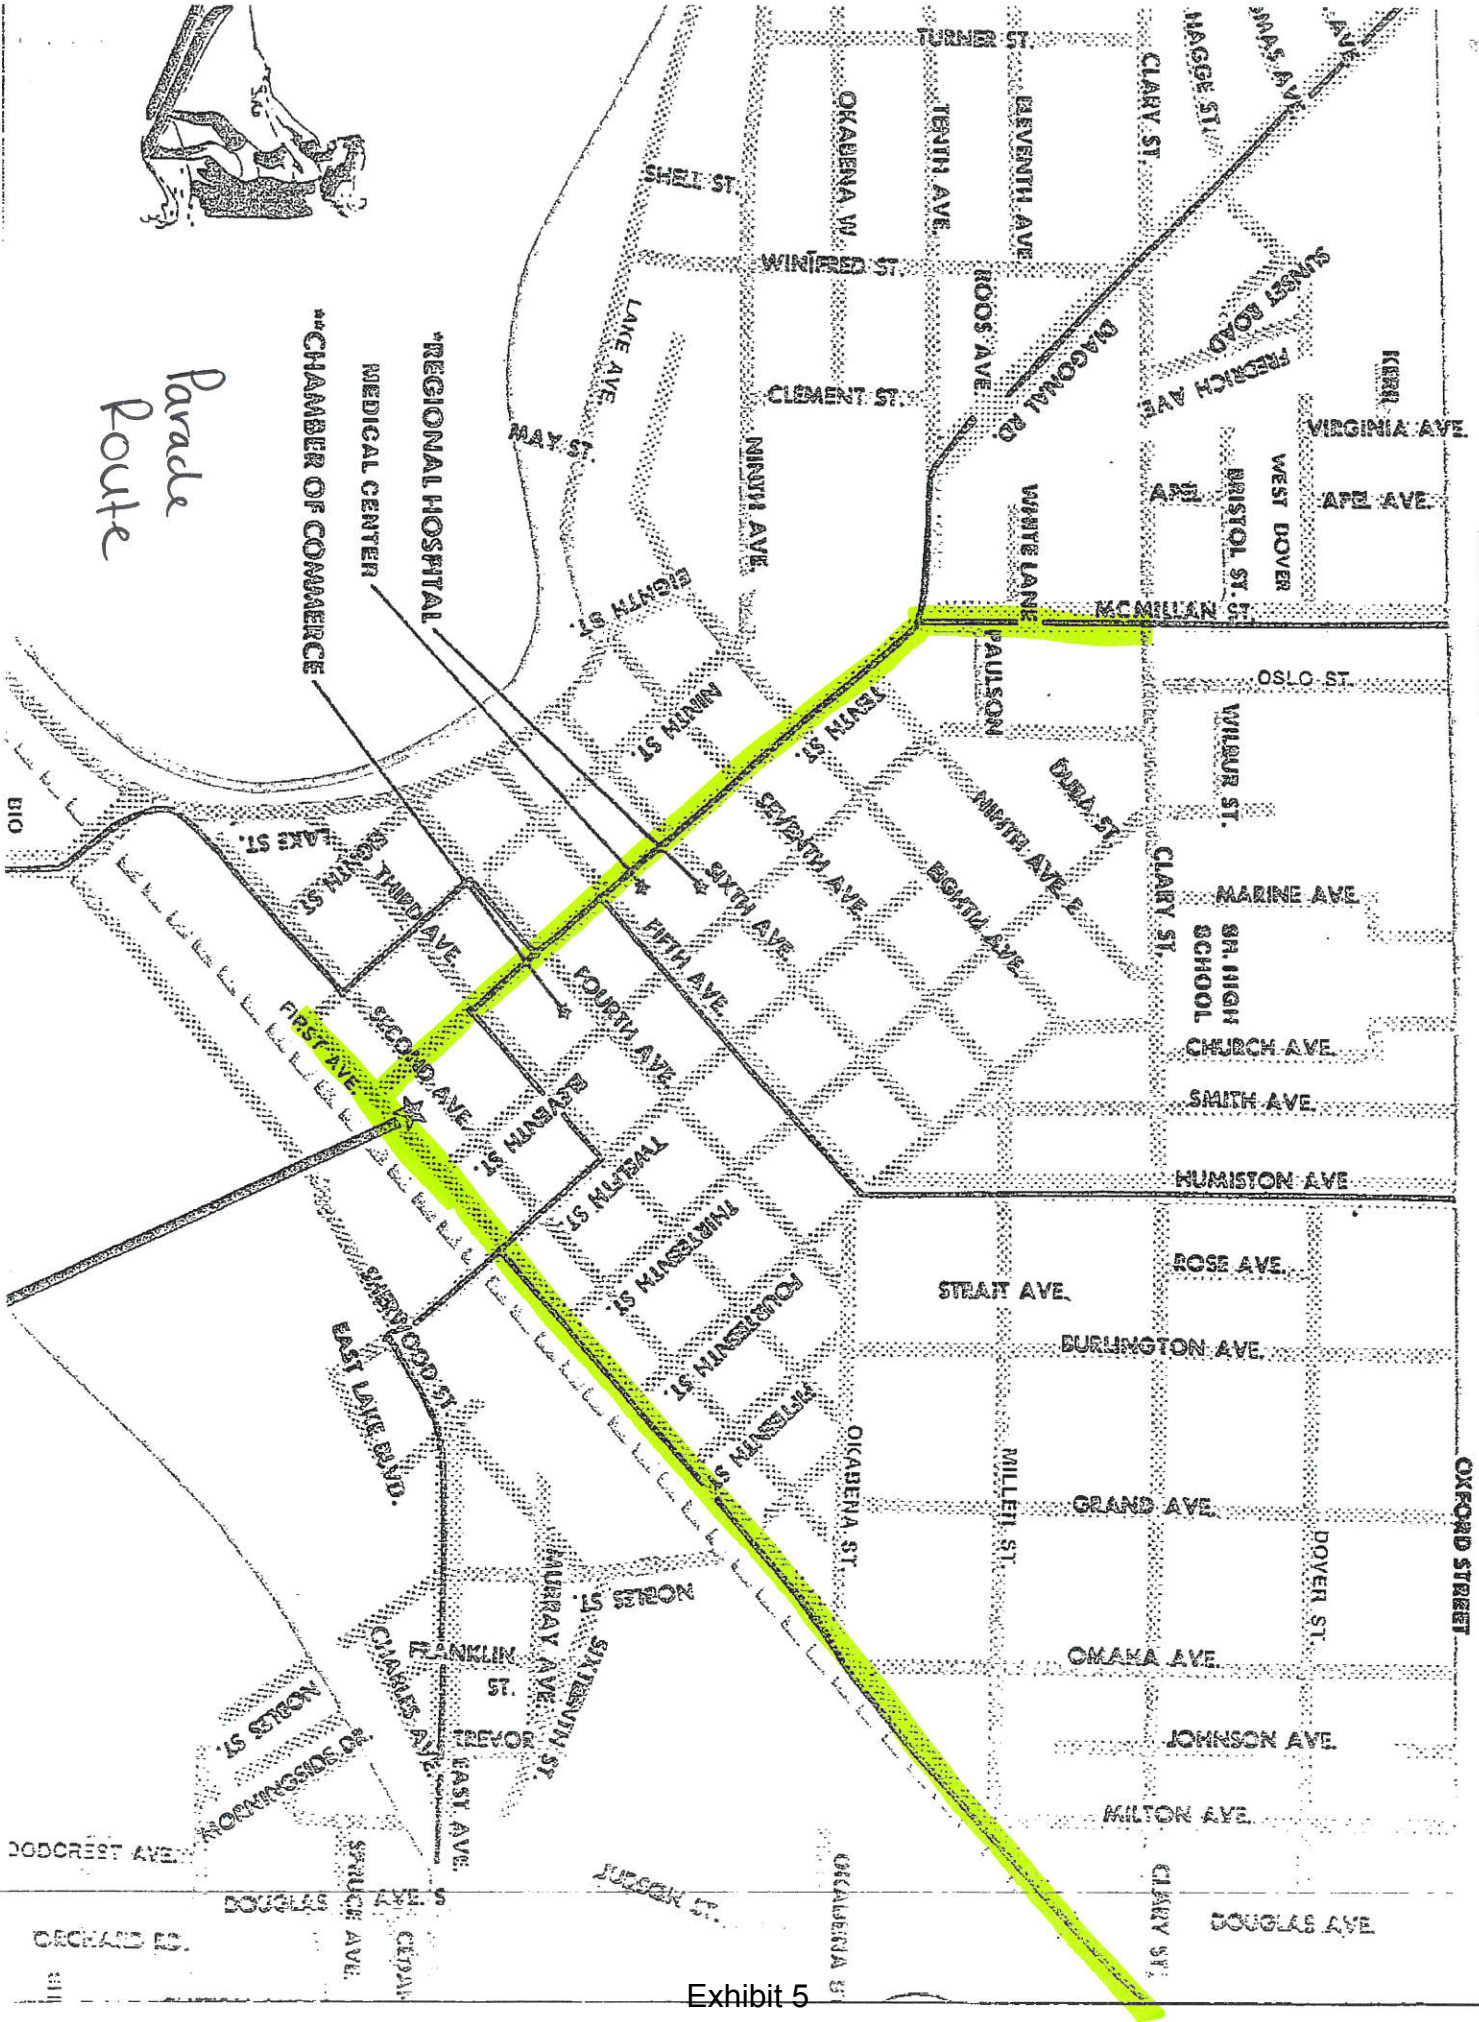 TURNER ST.
CLARY ST.
HAGGE ST.
AVE.
OKABENA W.
TENTH AVE.
ELEVENTH AVE.
SHELL ST.
WINIFRED ST.
SUNSET ROAD
FREDRICH AVE.
KERR
VIRGINIA AVE.
LAKE AVE.
ROOS AVE.
DIAGONAL RD.
CLEMENT ST.
MAY ST.
NINTH AVE.
WHITE LANE
APEL
BRISTOL ST.
WEST DOVER
APEL AVE.
*REGIONAL HOSPITAL
MEDICAL CENTER
**CHAMBER OF COMMERCE
Parade
Route
EIGHTH ST.
MCMILLAN ST.
PAULSON
OSLO ST.
NINTH ST.
TENTH ST.
WILBUR ST.
DURA ST.
SEVENTH AVE.
NINTH AVE.
EIGHTH AVE.
SIXTH AVE.
FIFTH AVE.
CLARY ST.
MARINE AVE.
SR. HIGH
SCHOOL
CHURCH AVE.
SMITH AVE.
LAKE ST.
EIGHTH ST.
THIRD AVE.
FOURTH AVE.
SECOND AVE.
FIRST AVE.
ELEVENTH ST.
TWELFTH ST.
THIRTEENTH ST.
FOURTEENTH ST.
FIFTEENTH ST.
HUMISTON AVE
ROSE AVE.
STRAIT AVE.
BURLINGTON AVE.
SHERWOOD ST.
EAST LAKE BLVD.
OKABENA ST.
MILLER ST.
GRAND AVE.
DOVER ST.
OXFORD STREET
NOBLES ST.
MURRAY AVE.
SIXTEENTH ST.
FRANKLIN
ST.
CHARLES AVE.
TREVOR
EAST AVE.
OMAHA AVE.
JOHNSON AVE.
MILTON AVE.
NOBLES ST.
MORNINGSIDE
DOUGLAS AVE. S
SPRUCE AVE.
ORCHARD RD.
JUDSON ST.
CLARY ST.
DOUGLAS AVE.
Exhibit 5